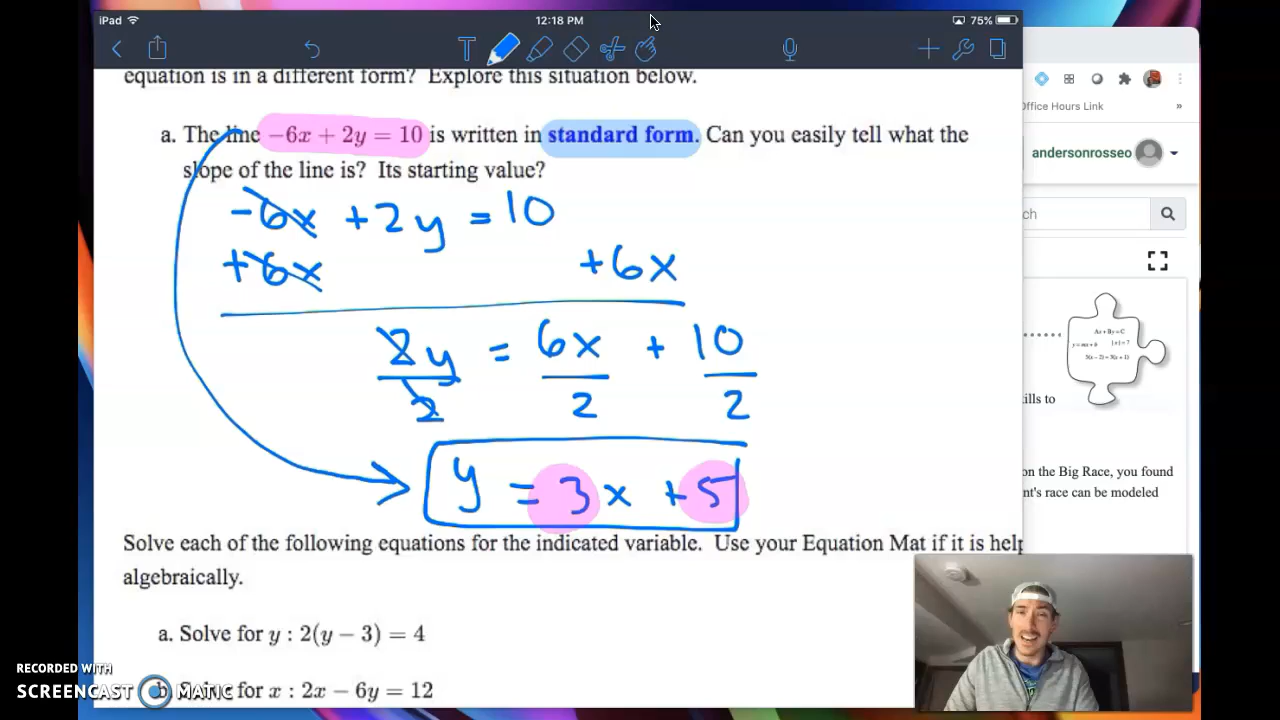 iPad 12:18 PM 75%
T
equation is in a different form? Explore this situation below.
Office Hours Link »
a. The line −6x + 2y = 10 is written in standard form. Can you easily tell what the
slope of the line is? Its starting value?
andersonrosseo
-6x +2y =10
rch
+6x +6x
2y = 6x + 10
2 2 2
Ax + By = C
y = mx + b
ills to
y = 3x +5
on the Big Race, you found
nt's race can be modeled
Solve each of the following equations for the indicated variable. Use your Equation Mat if it is help
algebraically.
a. Solve for y : 2(y − 3) = 4
RECORDED WITH
SCREENCAST MATIC
b. Solve for x : 2x − 6y = 12